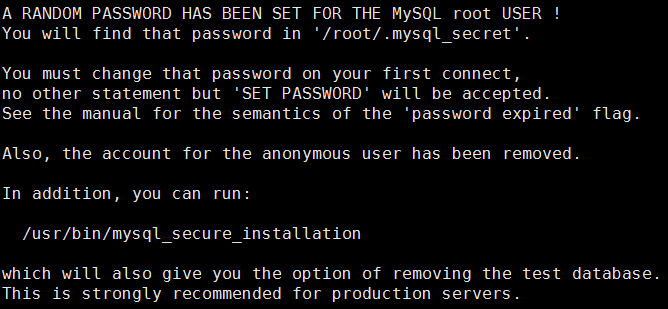 A RANDOM PASSWORD HAS BEEN SET FOR THE MySQL root USER !
You will find that password in '/root/.mysql_secret'.
You must change that password on your first connect,
no other statement but 'SET PASSWORD' will be accepted.
See the manual for the semantics of the 'password expired' flag.
Also, the account for the anonymous user has been removed.
In addition, you can run:
/usr/bin/mysql_secure_installation
which will also give you the option of removing the test database.
This is strongly recommended for production servers.